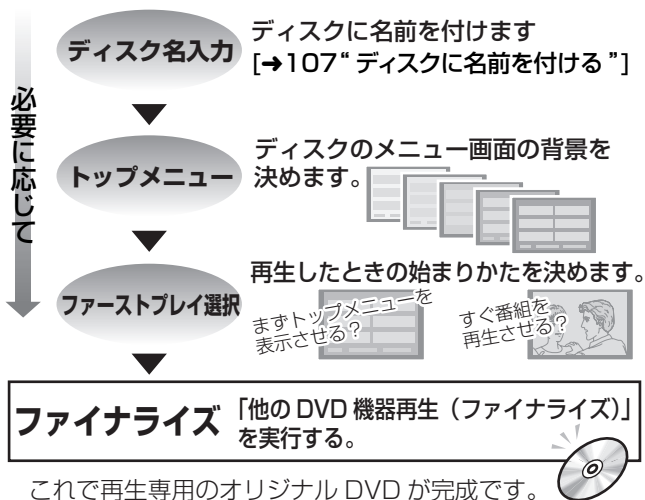 必要に応じて
ディスク名入力
ディスクに名前を付けます
[➔107“ディスクに名前を付ける”]
トップメニュー
ディスクのメニュー画面の背景を
決めます。
ファーストプレイ選択
再生したときの始まりかたを決めます。
まずトップメニューを
表示させる？
すぐ番組を
再生させる？
ファイナライズ
「他の DVD 機器再生（ファイナライズ）」
を実行する。
これで再生専用のオリジナル DVD が完成です。